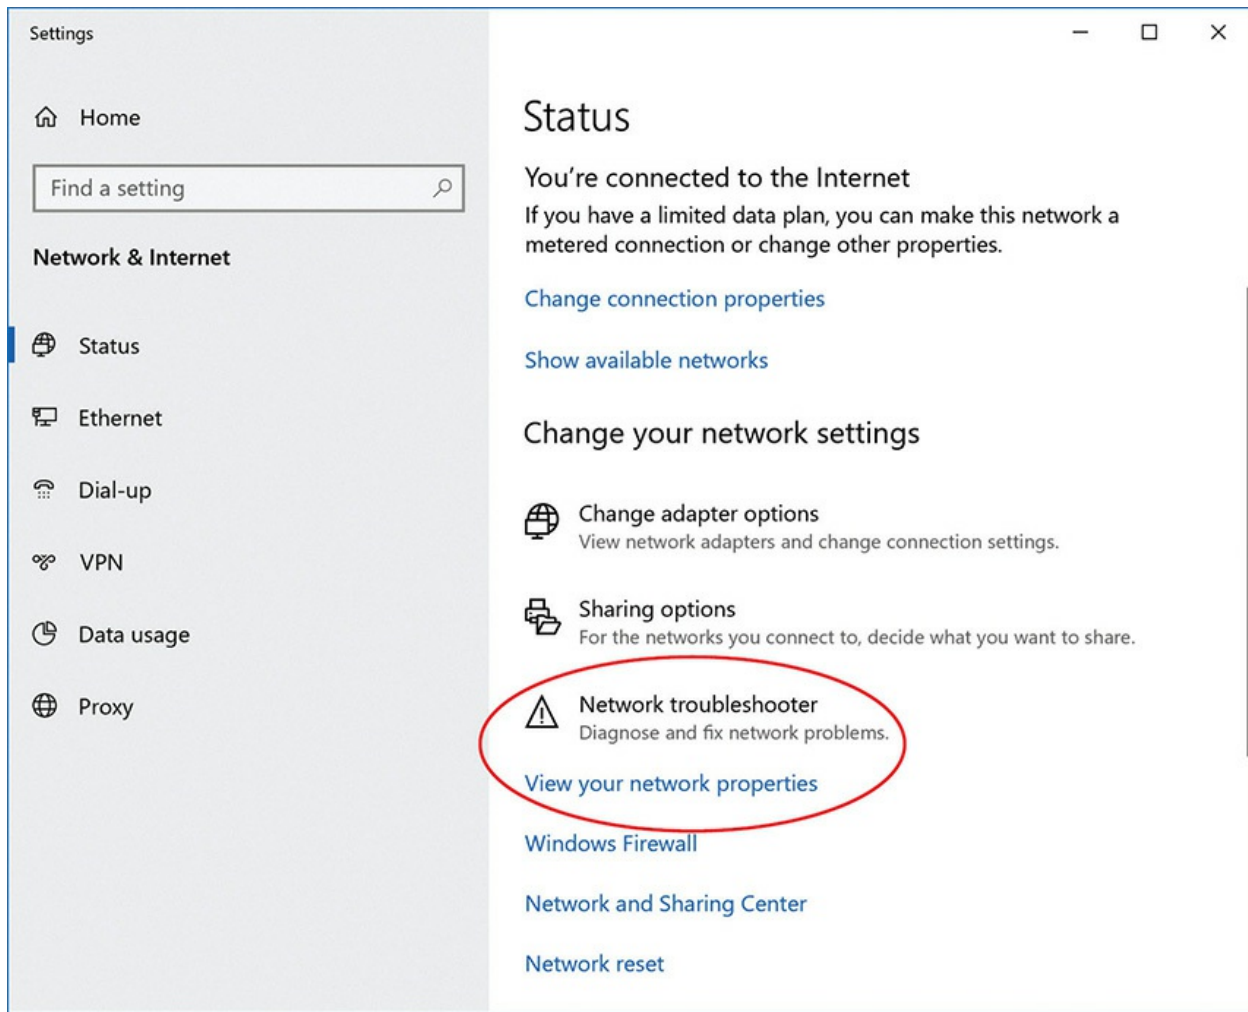 Settings
Home
Find a setting
Network & Internet
Status
Ethernet
Dial-up
VPN
Data usage
Proxy
Status
You're connected to the Internet
If you have a limited data plan, you can make this network a
metered connection or change other properties.
Change connection properties
Show available networks
Change your network settings
Change adapter options
View network adapters and change connection settings.
Sharing options
For the networks you connect to, decide what you want to share.
Network troubleshooter
Diagnose and fix network problems.
View your network properties
Windows Firewall
Network and Sharing Center
Network reset